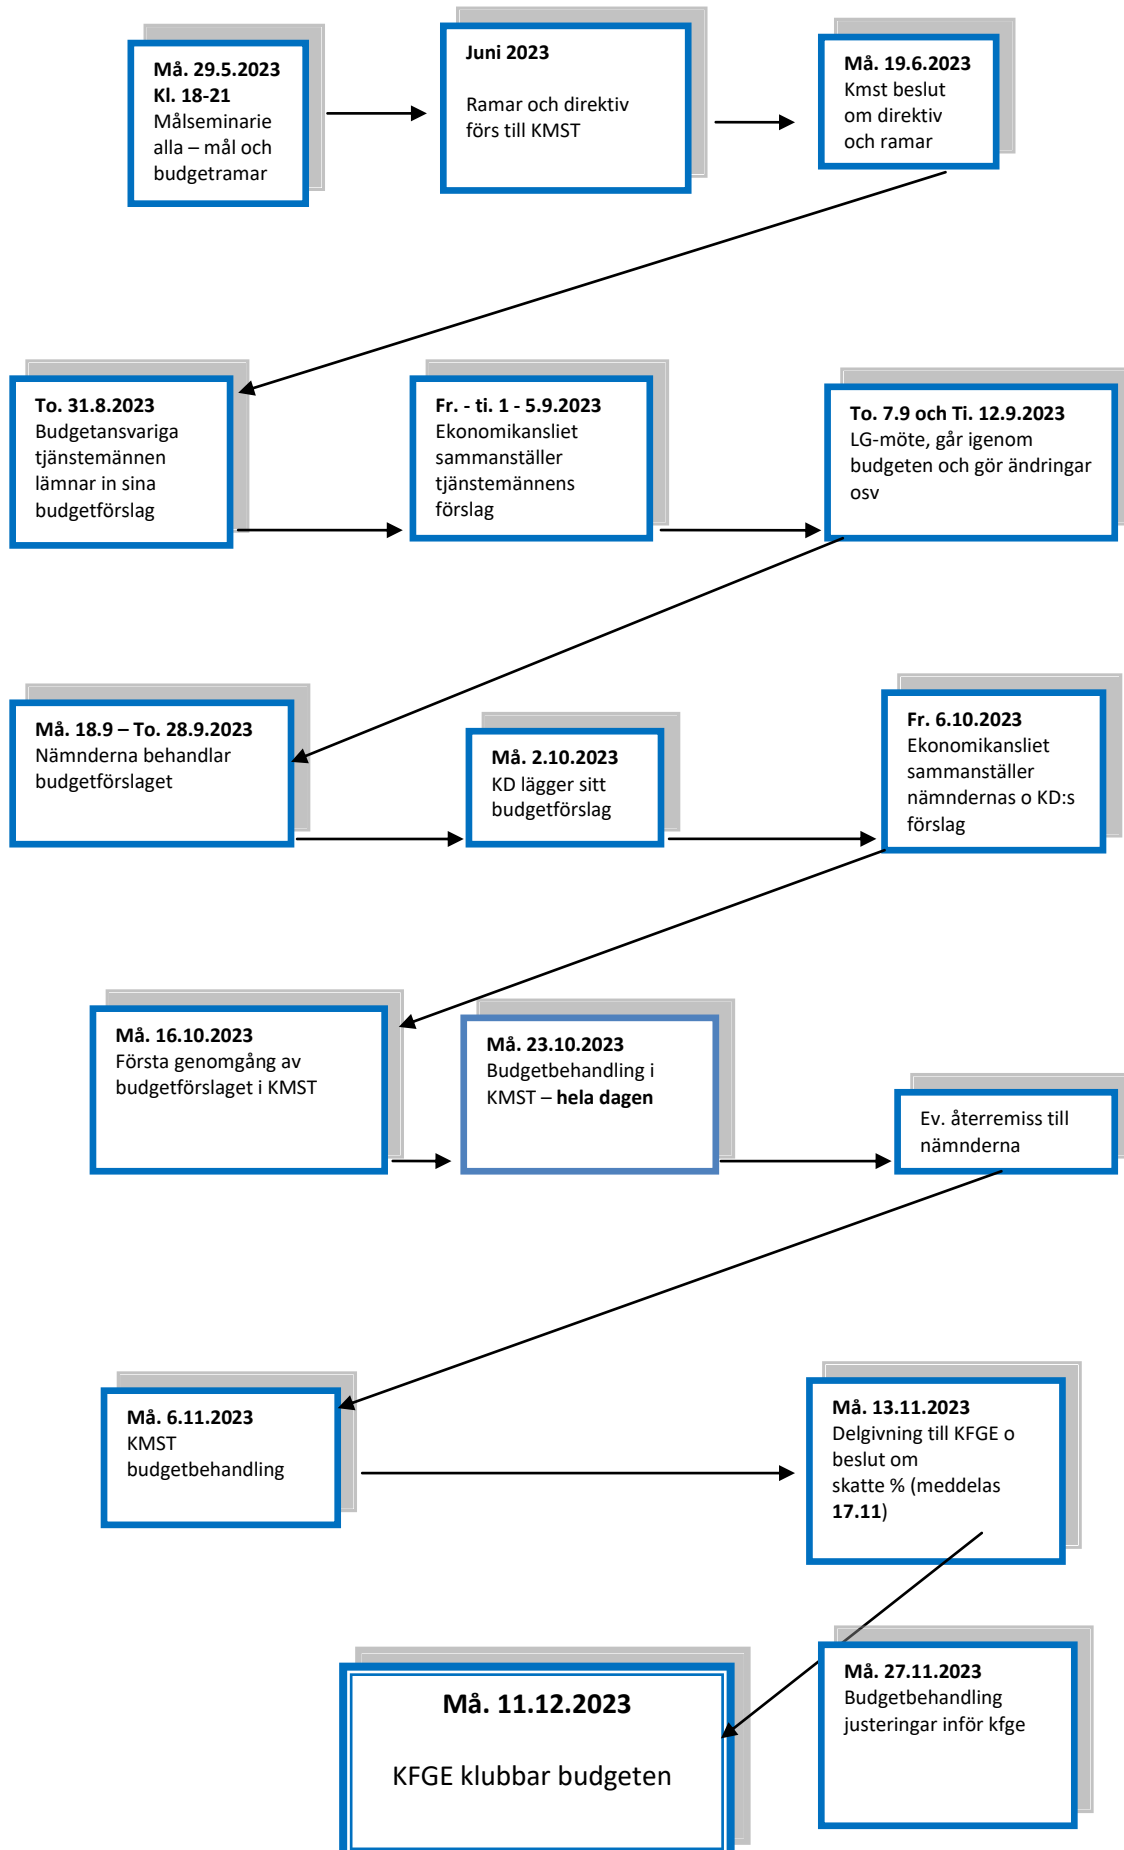 Må. 29.5.2023
Kl. 18-21
Målseminarie
alla – mål och
budgetramar
Juni 2023
Ramar och direktiv
förs till KMST
Må. 19.6.2023
Kmst beslut
om direktiv
och ramar
To. 31.8.2023
Budgetansvariga
tjänstemännen
lämnar in sina
budgetförslag
Fr. - ti. 1 - 5.9.2023
Ekonomikansliet
sammanställer
tjänstemännens
förslag
To. 7.9 och Ti. 12.9.2023
LG-möte, går igenom
budgeten och gör ändringar
osv
Må. 18.9 – To. 28.9.2023
Nämnderna behandlar
budgetförslaget
Må. 2.10.2023
KD lägger sitt
budgetförslag
Fr. 6.10.2023
Ekonomikansliet
sammanställer
nämndernas o KD:s
förslag
Må. 16.10.2023
Första genomgång av
budgetförslaget i KMST
Må. 23.10.2023
Budgetbehandling i
KMST – hela dagen
Ev. återremiss till
nämnderna
Må. 6.11.2023
KMST
budgetbehandling
Må. 13.11.2023
Delgivning till KFGE o
beslut om
skatte % (meddelas
17.11)
Må. 27.11.2023
Budgetbehandling
justeringar inför kfge
Må. 11.12.2023
KFGE klubbar budgeten